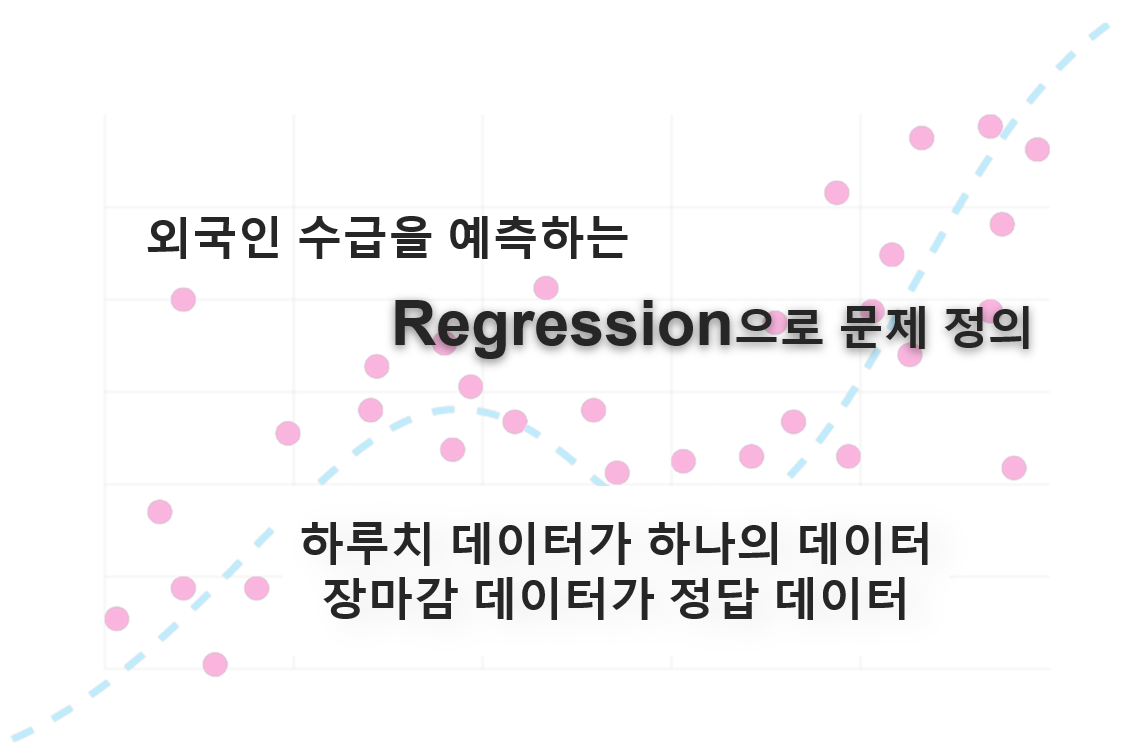 외국인 수급을 예측하는
Regression으로 문제 정의
하루치 데이터가 하나의 데이터
장마감 데이터가 정답 데이터